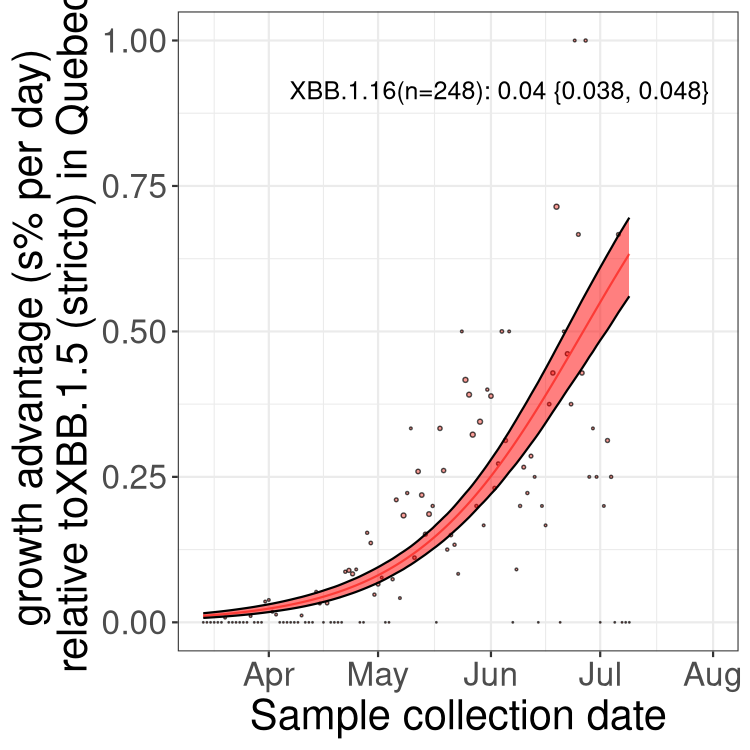 growth advantage (s% per day)
relative toXBB.1.5 (stricto) in Quebec
1.00
XBB.1.16(n=248): 0.04 {0.038, 0.048}
0.75
0.50
0.25
0.00
Apr May Jun Jul Aug
Sample collection date